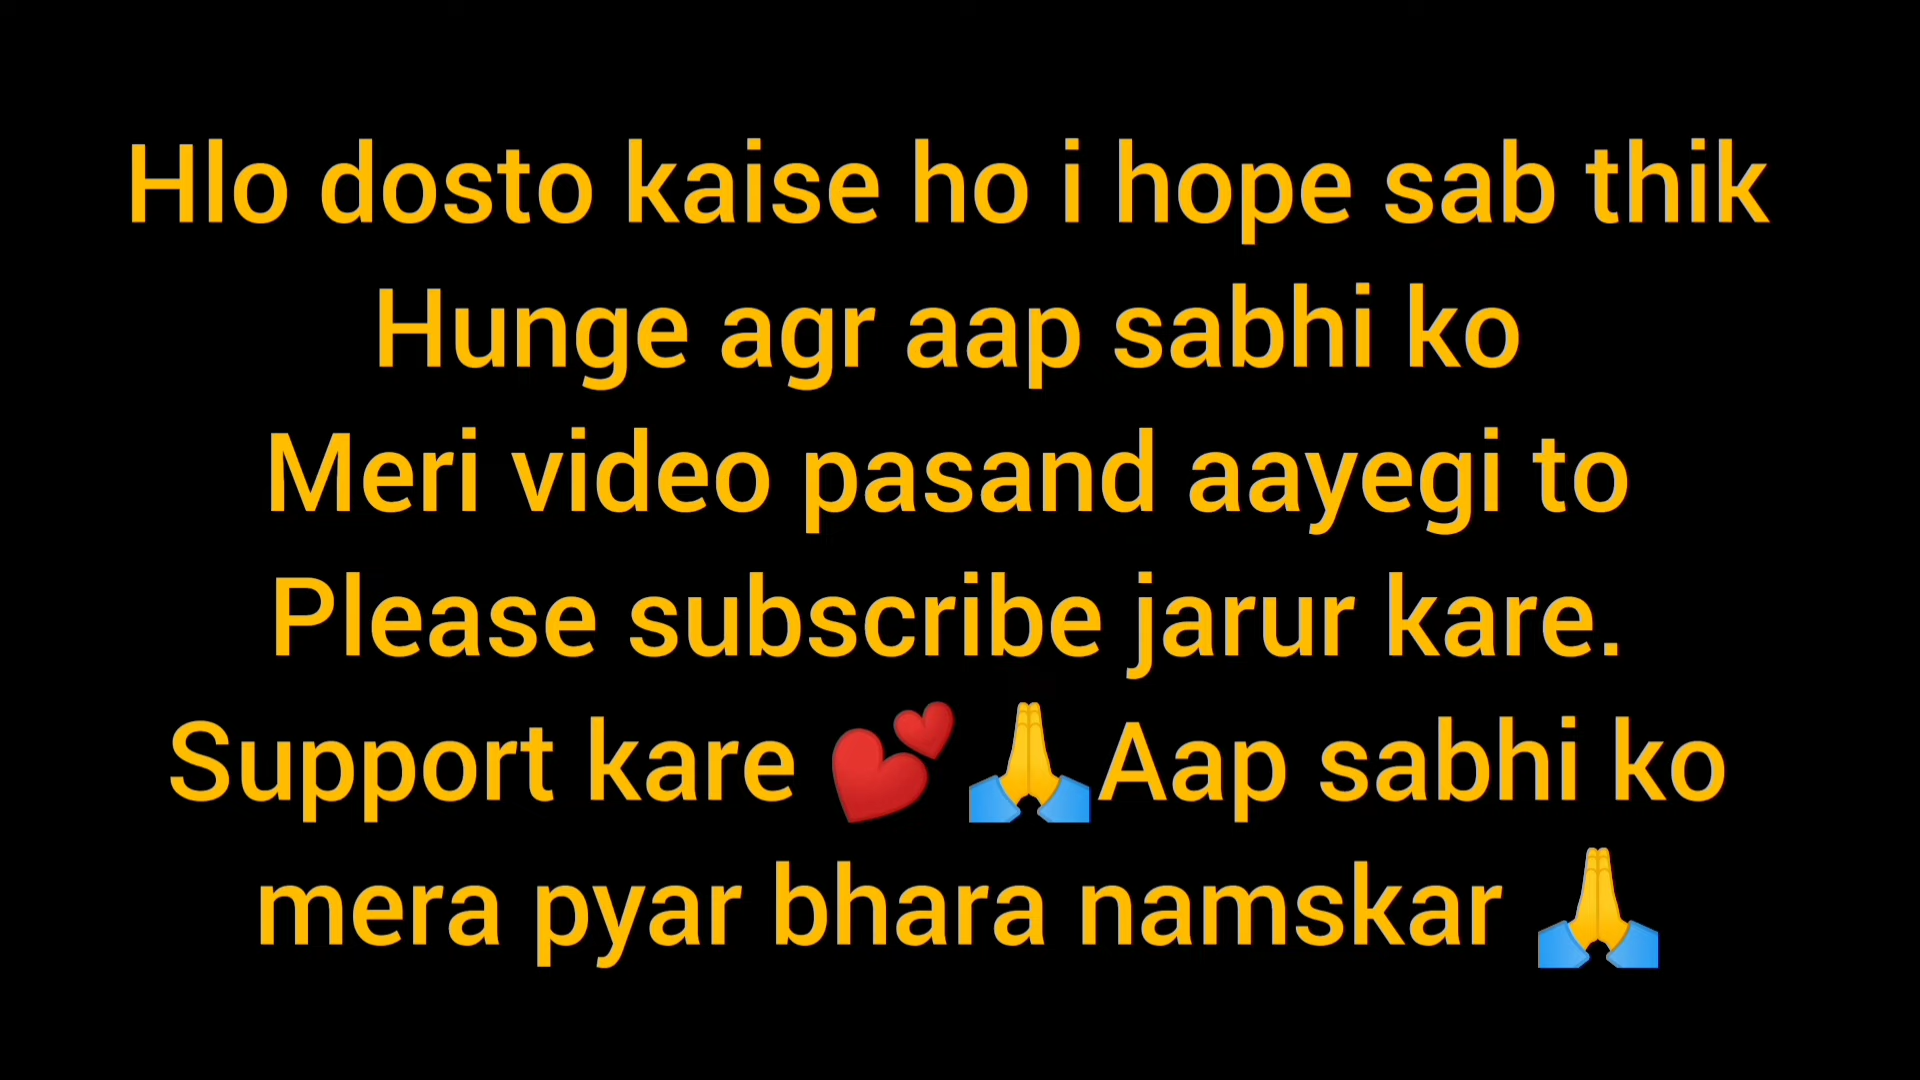 Hlo dosto kaise ho i hope sab thik
Hunge agr aap sabhi ko
Meri video pasand aayegi to
Please subscribe jarur kare.
Support kare 💕🙏Aap sabhi ko
mera pyar bhara namskar 🙏